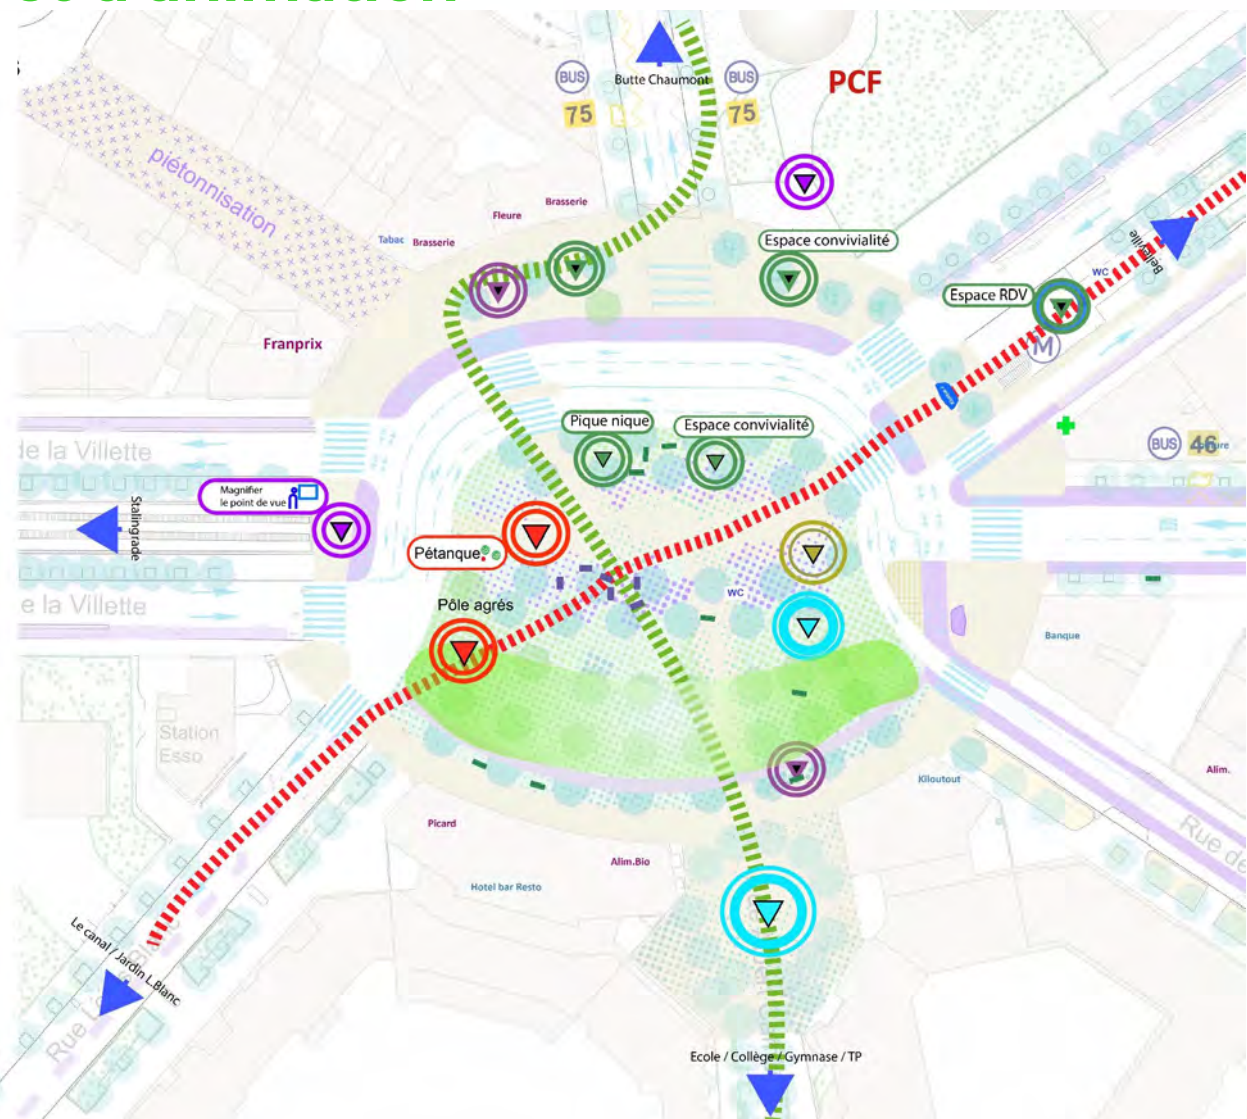 et d'animation
BUS
Butte Chaumont
BUS
PCF
75
75
piétonnisation
Brasserie
Fleure
Tabac
Brasserie
Espace convivialité
Belleville
WC
Espace RDV
Franprix
M
Pique nique
Espace convivialité
BUS
46
de la Villette
Magnifier
le point de vue
Stalingrade
Pétanque
WC
de la Villette
Pôle agrés
Banque
Station
Esso
Alim.
Kiloutout
Picard
Rue de
Alim.Bio
Hotel bar Resto
Le canal / Jardin L.Blanc
Rue
Ecole / Collège / Gymnase / TP